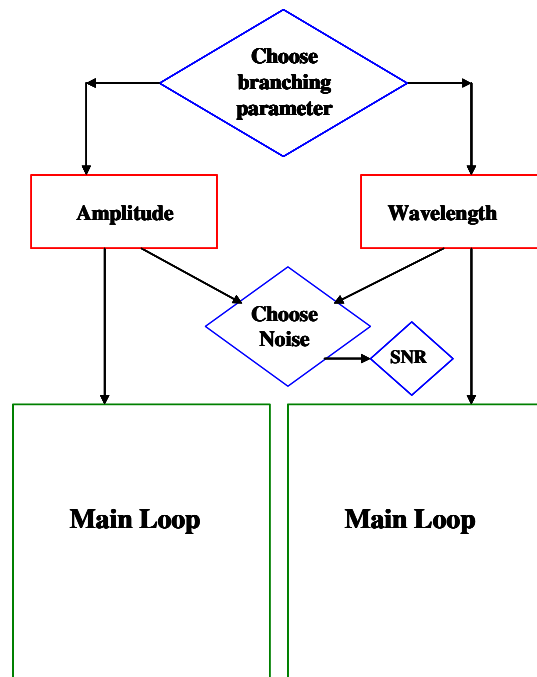 Choose
branching
parameter
Amplitude
Wavelength
Choose
Noise
SNR
Main Loop
Main Loop